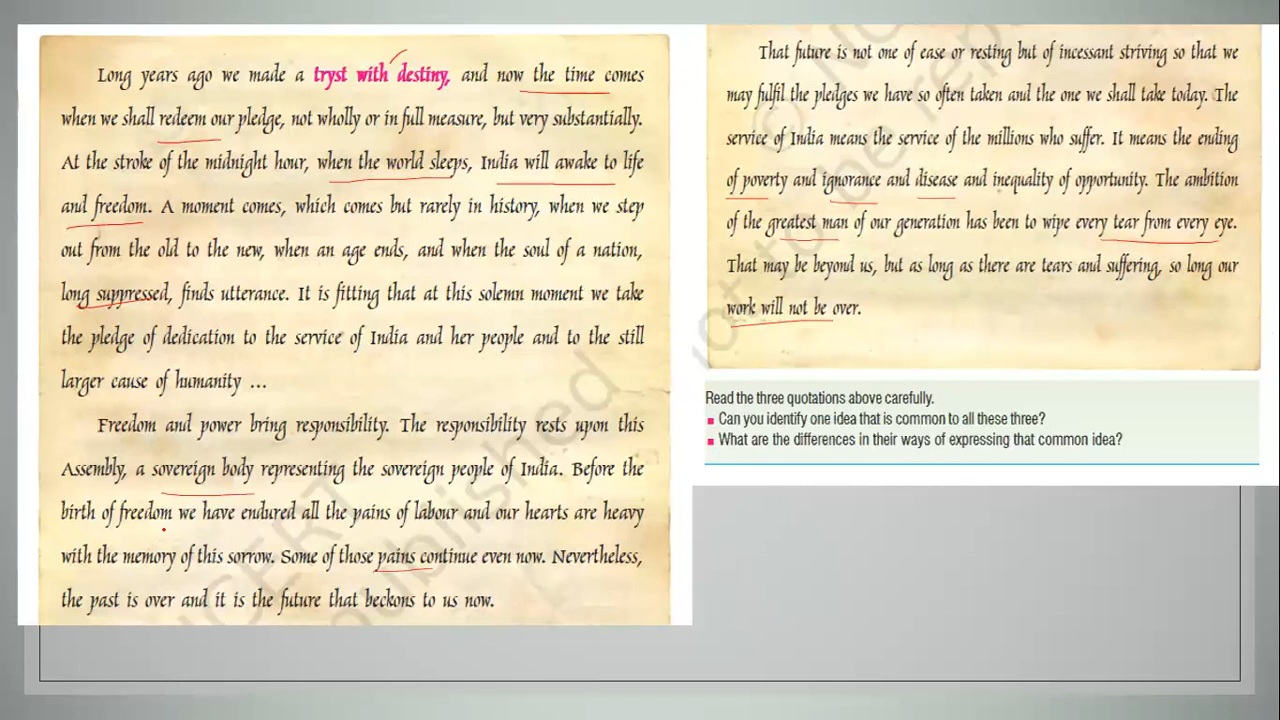 Long years ago we made a tryst with destiny, and now the time comes
when we shall redeem our pledge, not wholly or in full measure, but very substantially.
At the stroke of the midnight hour, when the world sleeps, India will awake to life
and freedom. A moment comes, which comes but rarely in history, when we step
out from the old to the new, when an age ends, and when the soul of a nation,
long suppressed, finds utterance. It is fitting that at this solemn moment we take
the pledge of dedication to the service of India and her people and to the still
larger cause of humanity ...
Freedom and power bring responsibility. The responsibility rests upon this
Assembly, a sovereign body representing the sovereign people of India. Before the
birth of freedom we have endured all the pains of labour and our hearts are heavy
with the memory of this sorrow. Some of those pains continue even now. Nevertheless,
the past is over and it is the future that beckons to us now.
That future is not one of ease or resting but of incessant striving so that we
may fulfil the pledges we have so often taken and the one we shall take today. The
service of India means the service of the millions who suffer. It means the ending
of poverty and ignorance and disease and inequality of opportunity. The ambition
of the greatest man of our generation has been to wipe every tear from every eye.
That may be beyond us, but as long as there are tears and suffering, so long our
work will not be over.
Read the three quotations above carefully.
Can you identify one idea that is common to all these three?
What are the differences in their ways of expressing that common idea?